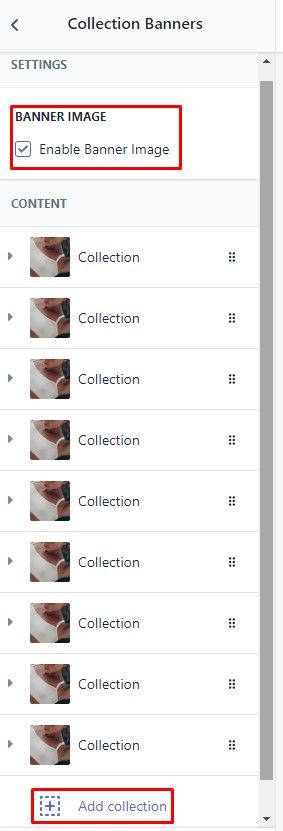 Collection Banners
SETTINGS
BANNER IMAGE
Enable Banner Image
CONTENT
Collection
Collection
Collection
Collection
Collection
Collection
Collection
Collection
Collection
Add collection